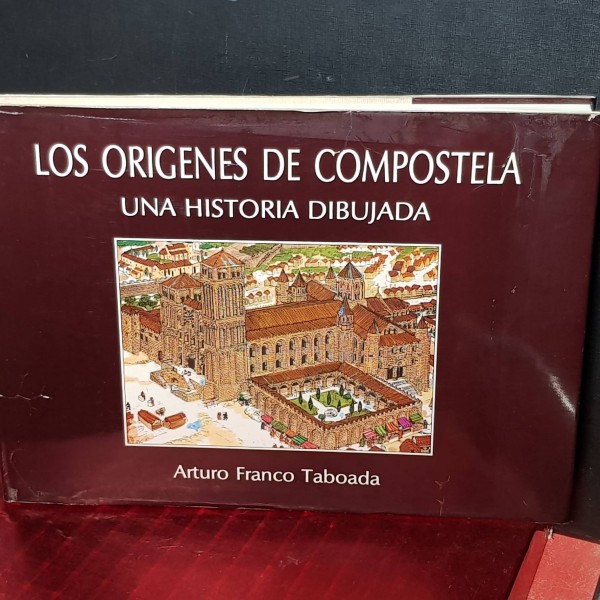 LOS ORIGENES DE COMPOSTELA
UNA HISTORIA DIBUJADA
Arturo Franco Taboada